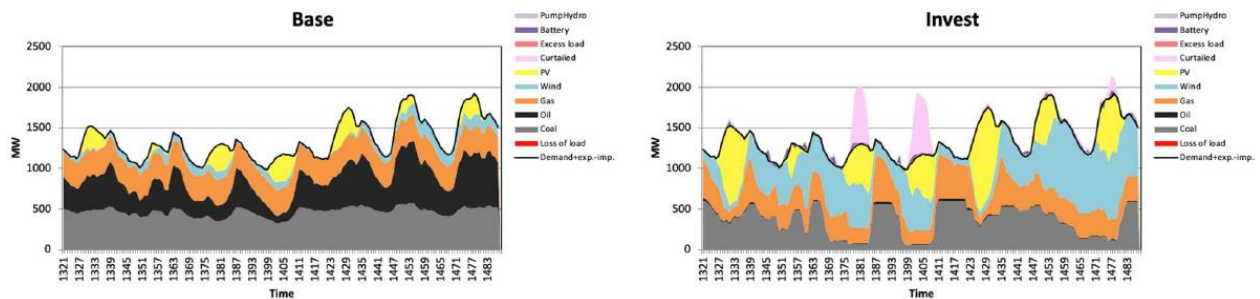 Base
2500
2000
1500
1000
500
0
MW
1321 1327 1333 1339 1345 1351 1357 1363 1369 1375 1381 1387 1393 1399 1405 1411 1417 1423 1429 1435 1441 1447 1453 1459 1465 1471 1477 1483
Time
PumpHydro
Battery
Excess load
Curtailed
PV
Wind
Gas
Oil
Coal
Loss of load
Demand+exp.-imp.
Invest
2500
2000
1500
1000
500
0
MW
1321 1327 1333 1339 1345 1351 1357 1363 1369 1375 1381 1387 1393 1399 1405 1411 1417 1423 1429 1435 1441 1447 1453 1459 1465 1471 1477 1483
Time
PumpHydro
Battery
Excess load
Curtailed
PV
Wind
Gas
Oil
Coal
Loss of load
Demand+exp.-imp.